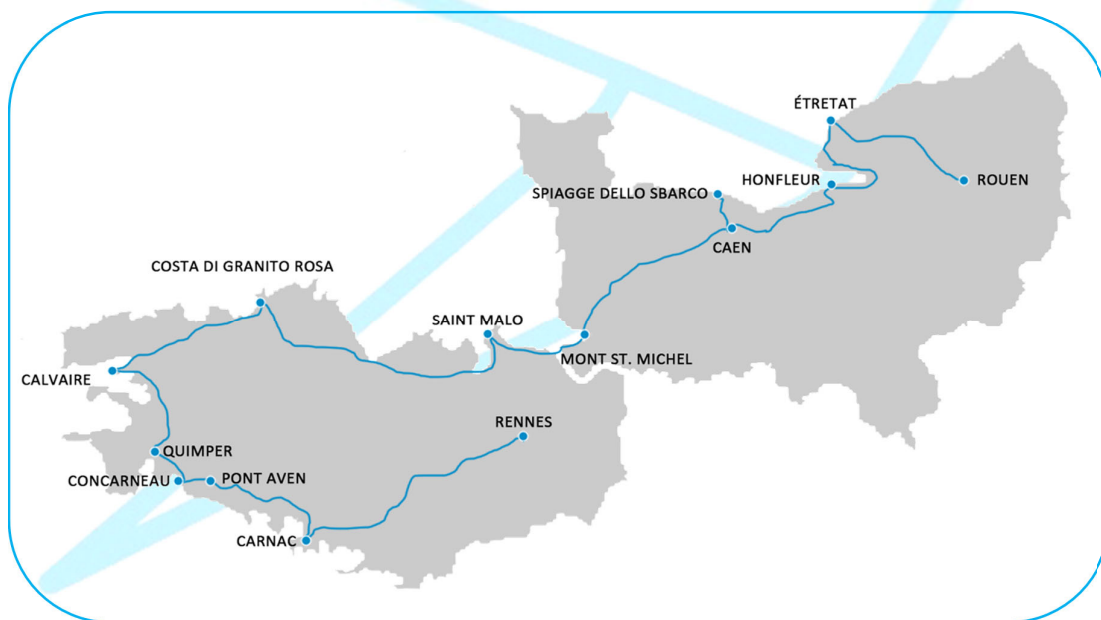 ÉTRETAT
HONFLEUR
ROUEN
SPIAGGE DELLO SBARCO
CAEN
COSTA DI GRANITO ROSA
SAINT MALO
MONT ST. MICHEL
CALVAIRE
RENNES
QUIMPER
CONCARNEAU
PONT AVEN
CARNAC